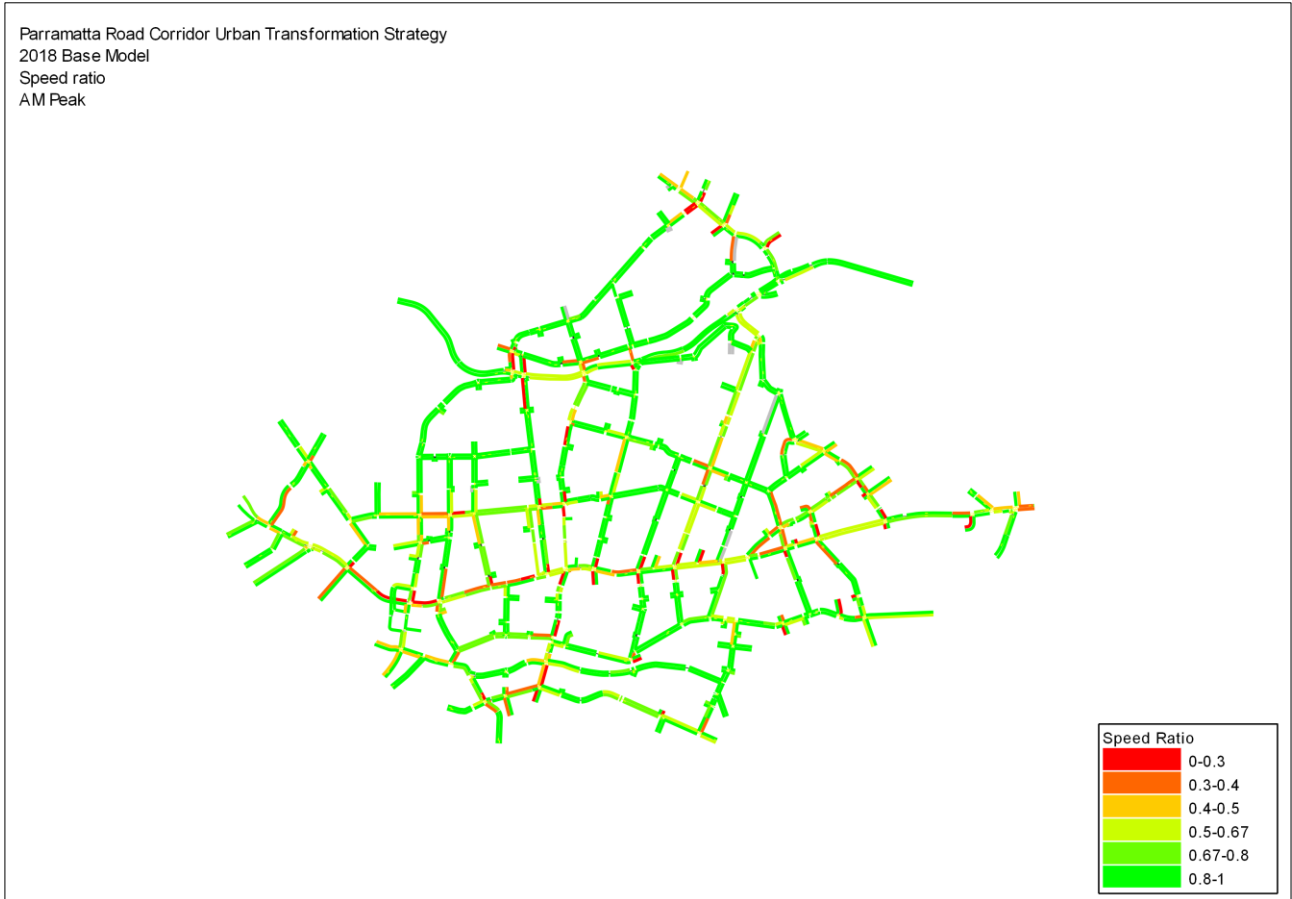 Parramatta Road Corridor Urban Transformation Strategy
2018 Base Model
Speed ratio
AM Peak
Speed Ratio
0-0.3
0.3-0.4
0.4-0.5
0.5-0.67
0.67-0.8
0.8-1